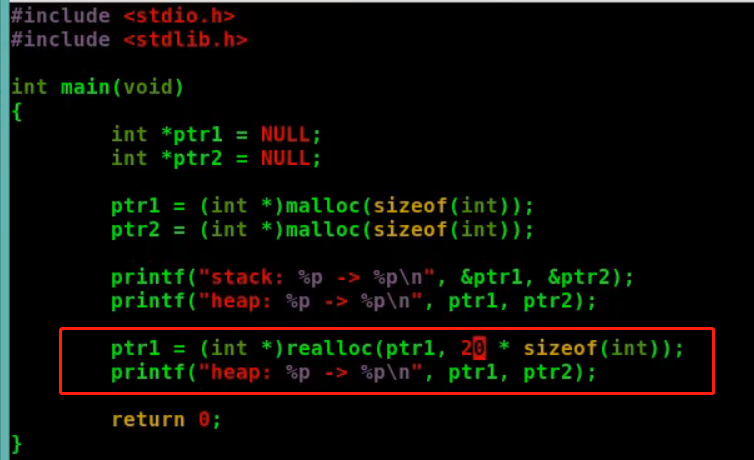 #include <stdio.h>
#include <stdlib.h>
int main(void)
{
int *ptr1 = NULL;
int *ptr2 = NULL;
ptr1 = (int *)malloc(sizeof(int));
ptr2 = (int *)malloc(sizeof(int));
printf("stack: %p -> %p\n", &ptr1, &ptr2);
printf("heap: %p -> %p\n", ptr1, ptr2);
ptr1 = (int *)realloc(ptr1, 20 * sizeof(int));
printf("heap: %p -> %p\n", ptr1, ptr2);
return 0;
}